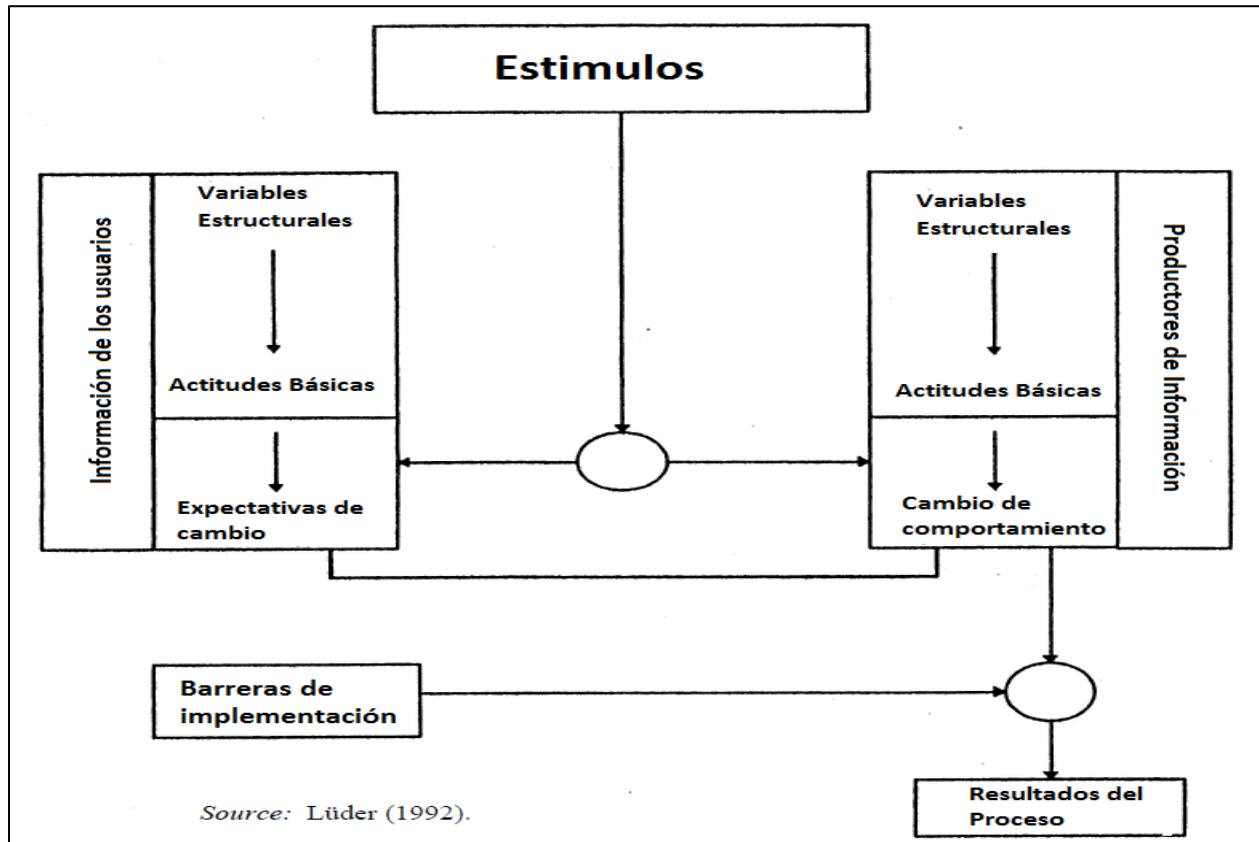 Estimulos
Información de los usuarios
Variables
Estructurales
Actitudes Básicas
Expectativas de
cambio
Variables
Estructurales
Actitudes Básicas
Cambio de
comportamiento
Productores de Información
Barreras de
implementación
Resultados del
Proceso
Source: Lüder (1992).